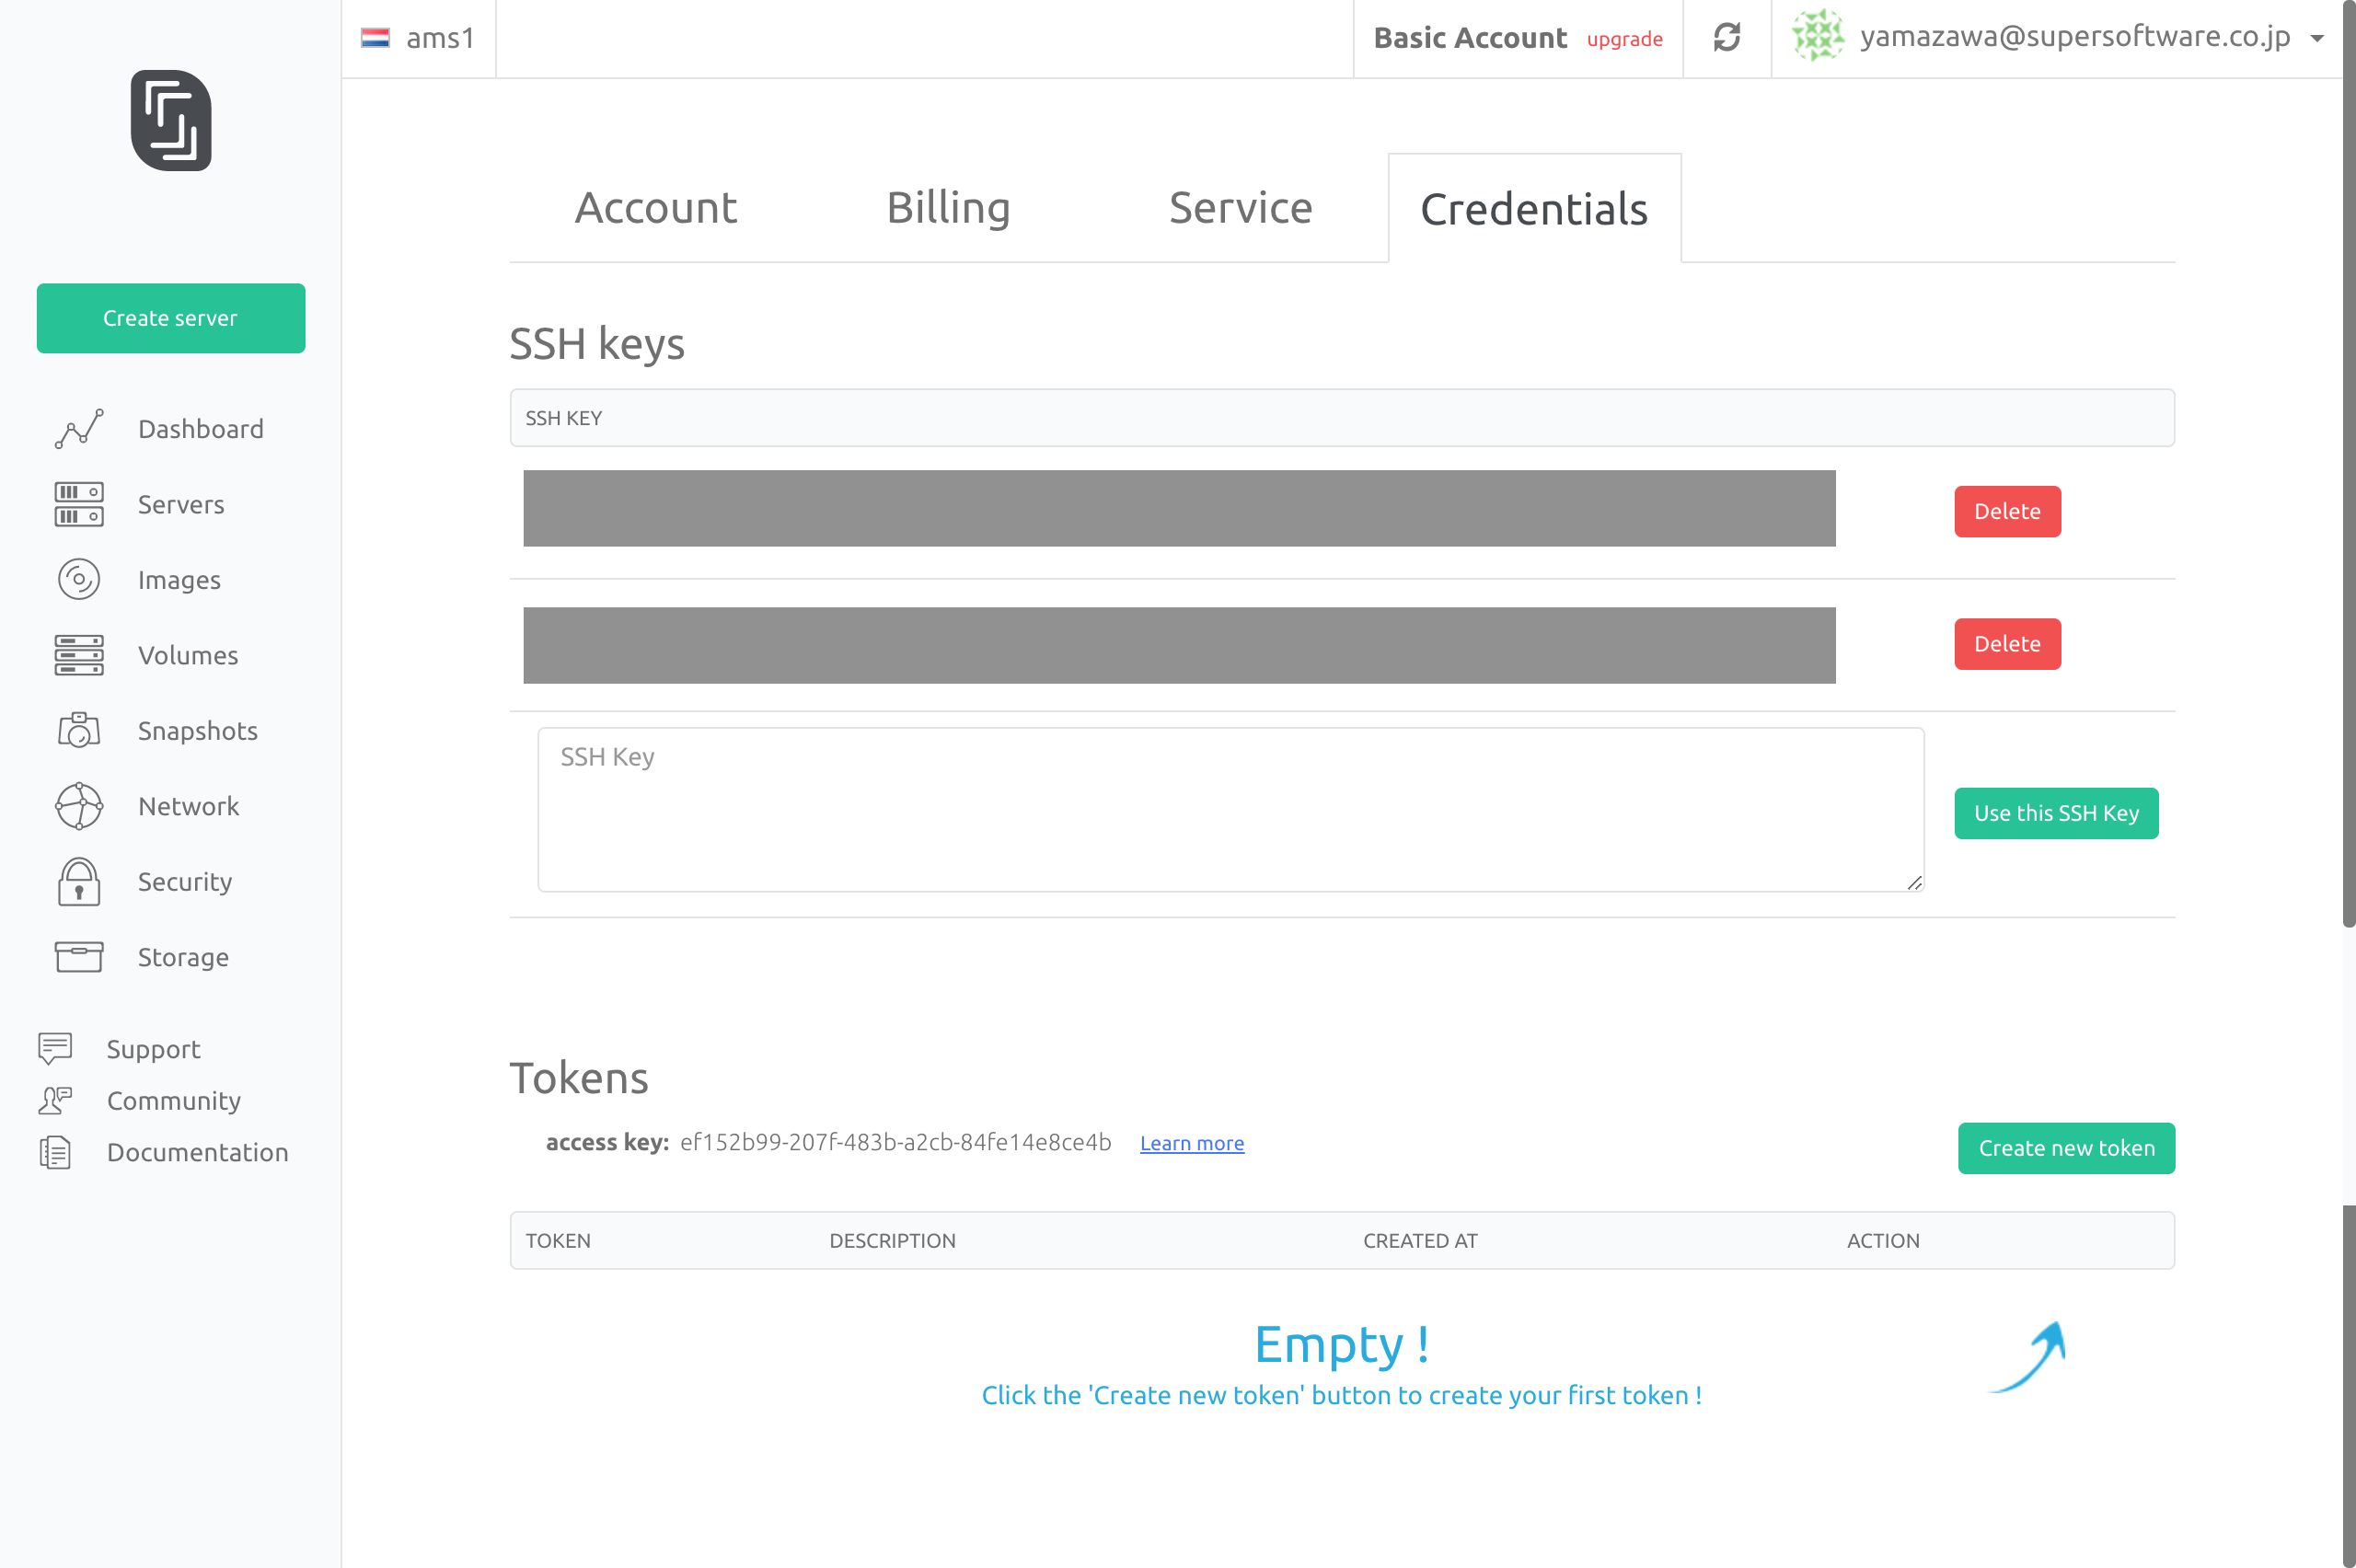 ams1
Basic Account upgrade
yamazawa@supersoftware.co.jp
Create server
Dashboard
Servers
Images
Volumes
Snapshots
Network
Security
Storage
Support
Community
Documentation
Account Billing Service Credentials
SSH keys
SSH KEY
Delete
Delete
SSH Key
Use this SSH Key
Tokens
access key: ef152b99-207f-483b-a2cb-84fe14e8ce4b Learn more
Create new token
TOKEN DESCRIPTION CREATED AT ACTION
Empty !
Click the 'Create new token' button to create your first token !